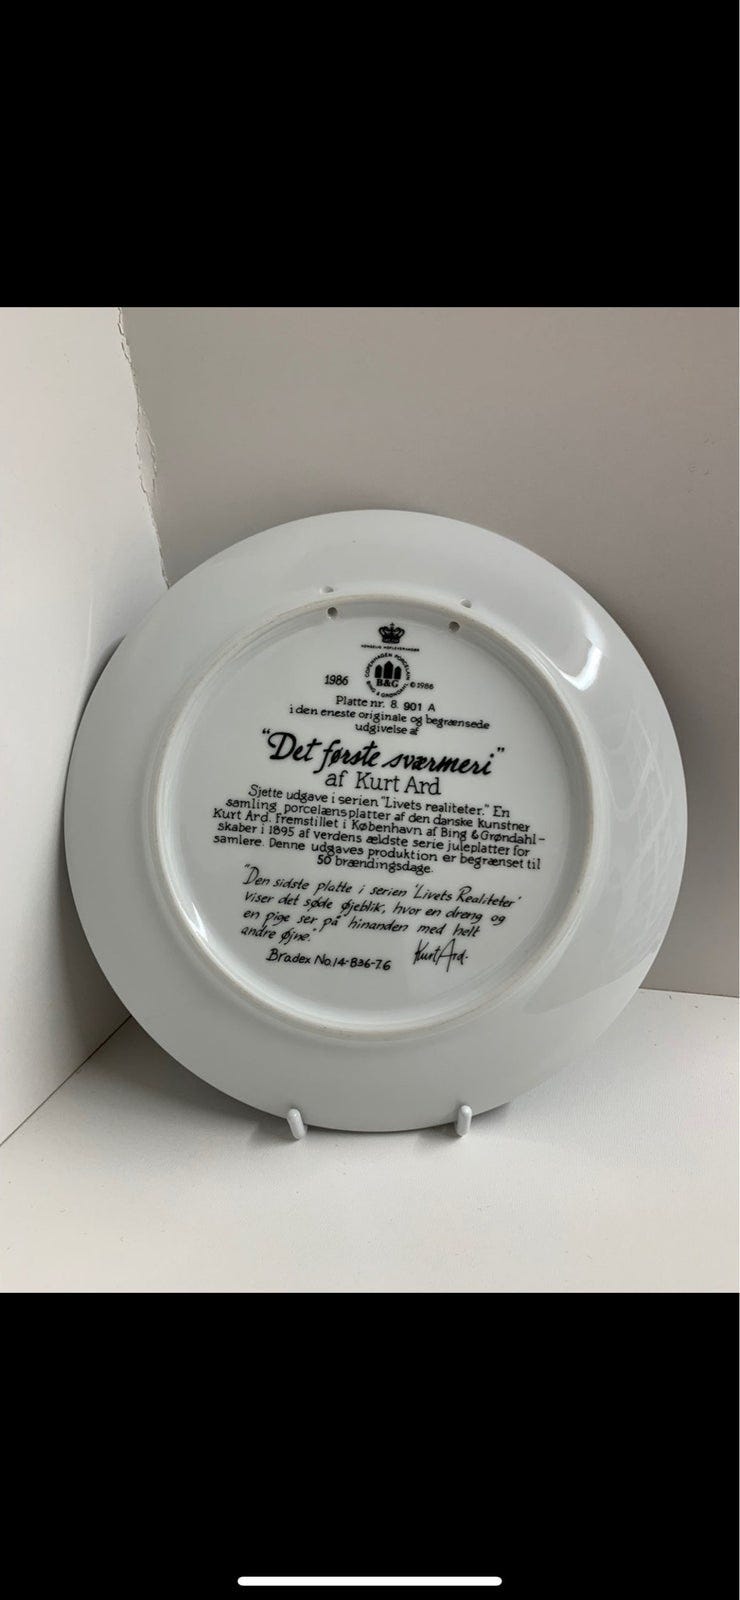 KONGELIG HOFLEVERANDØR
COPENHAGEN PORCELAIN
B&G
BING & GRØNDAHL
1986
© 1986
Platte nr. 8. 901 A
i den eneste originale og begrænsede
udgivelse af
"Det første sværmeri"
af Kurt Ard
Sjette udgave i serien "Livets realiteter." En
samling porcelænsplatter af den danske kunstner
Kurt Ard. Fremstillet i København af Bing & Grøndahl-
skaber i 1895 af verdens ældste serie juleplatter for
samlere. Denne udgaves produktion er begrænset til
50 brændingsdage.
"Den sidste platte i serien 'Livets Realiteter'
viser det søde øjeblik, hvor en dreng og
en pige ser på hinanden med helt
andre øjne."
Kurt Ard.
Bradex No. 14-B36-7.6